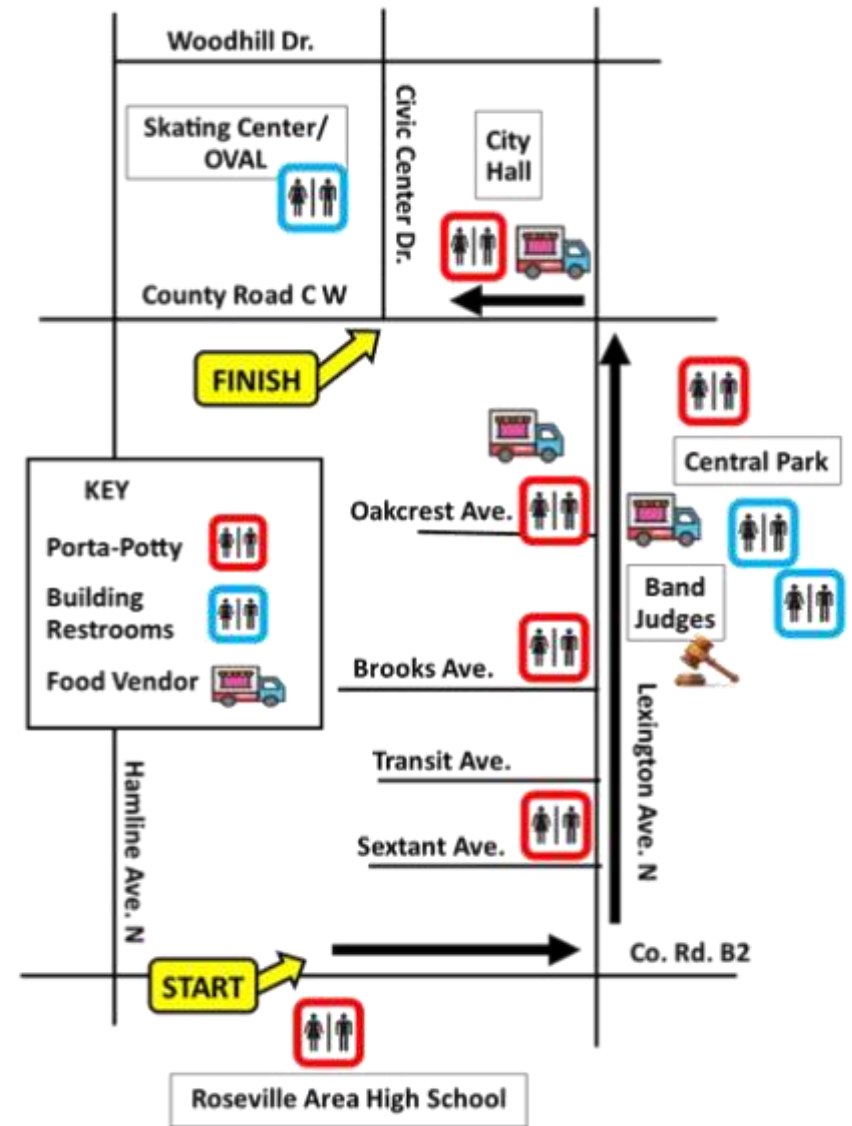 Woodhill Dr.
Skating Center/
OVAL
Civic Center Dr.
City
Hall
County Road C W
FINISH
Central Park
KEY
Porta-Potty
Building
Restrooms
Food Vendor
Oakcrest Ave.
Band
Judges
Brooks Ave.
Transit Ave.
Sextant Ave.
Lexington Ave. N
Hamline Ave. N
Co. Rd. B2
START
Roseville Area High School